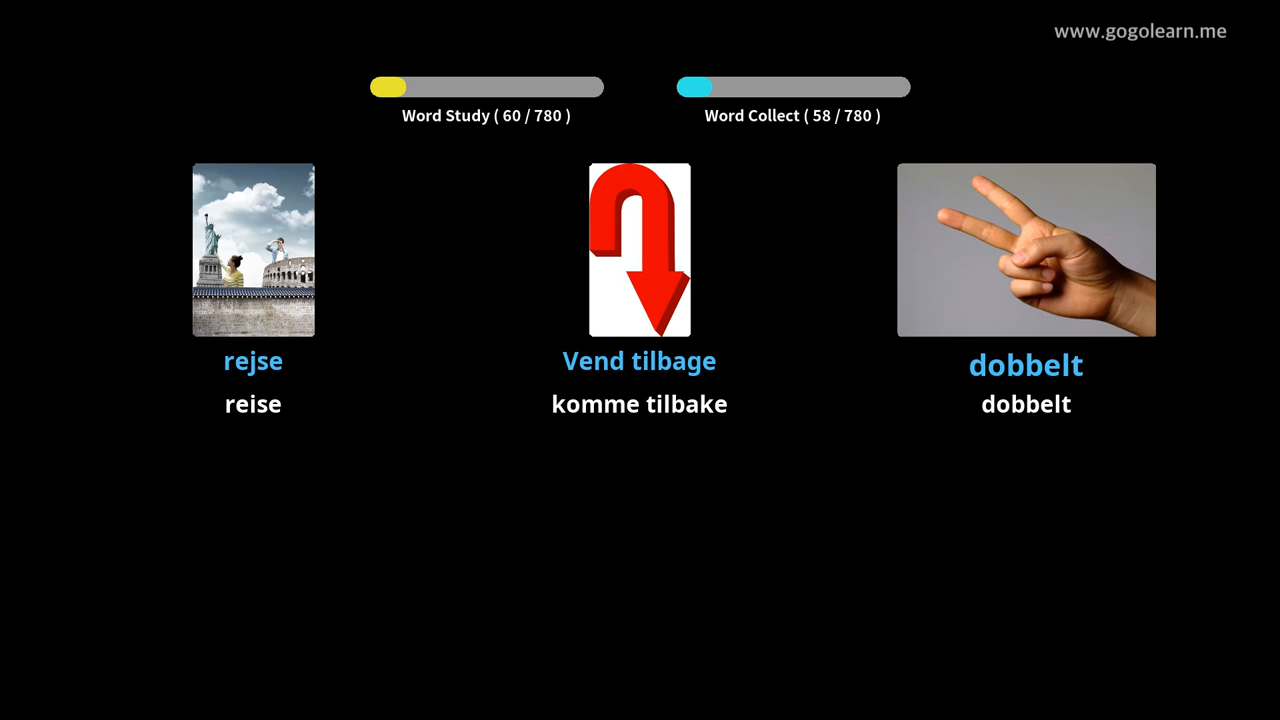 www.gogolearn.me
Word Study ( 60 / 780 )
Word Collect ( 58 / 780 )
rejse
Vend tilbage
dobbelt
reise
komme tilbake
dobbelt